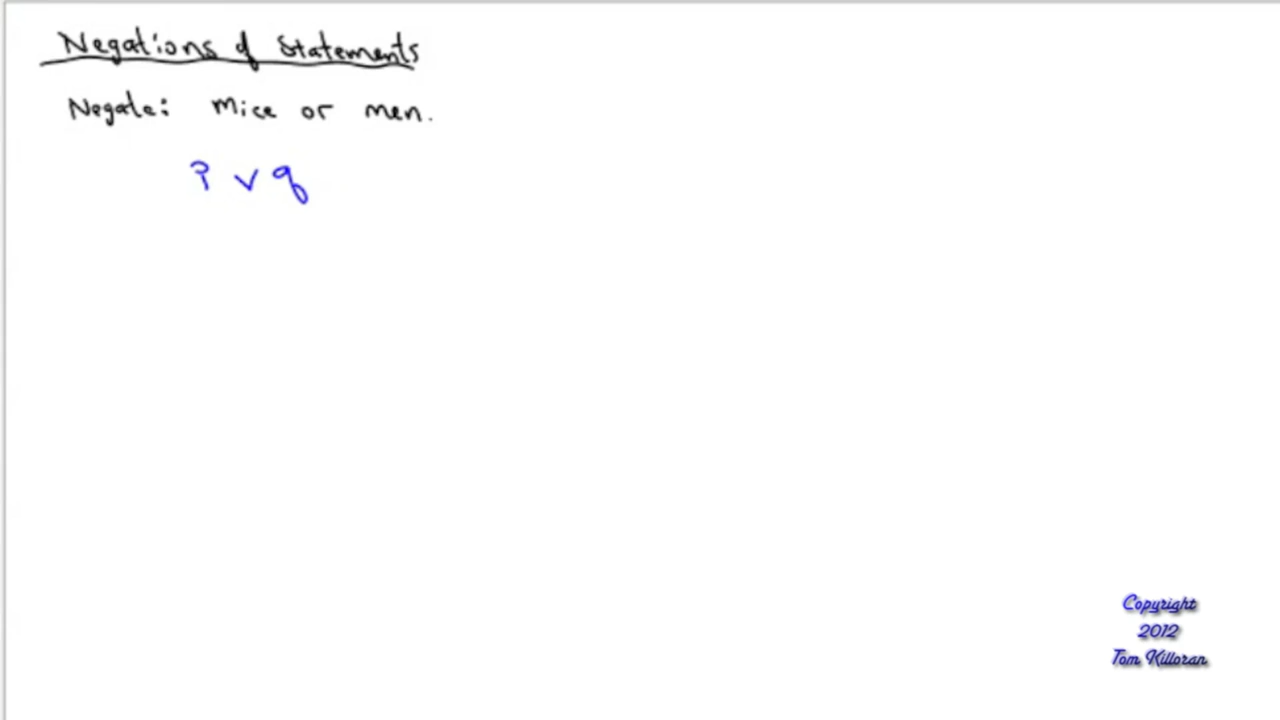 Negations of Statements
Negate: Mice or men.
p ∨ q
Copyright
2012
Tom Killoran